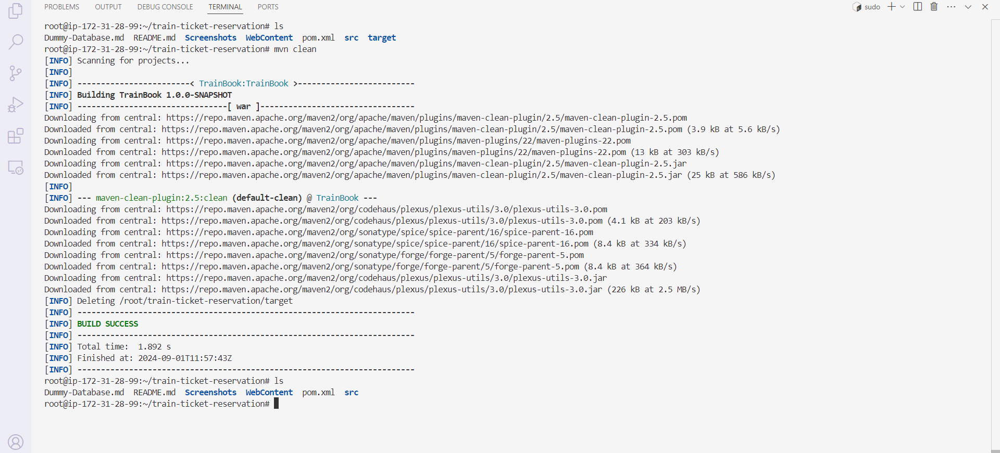 PROBLEMS OUTPUT DEBUG CONSOLE TERMINAL PORTS sudo
root@ip-172-31-28-99:~/train-ticket-reservation# ls
Dummy-Database.md  README.md  Screenshots  WebContent  pom.xml  src  target
root@ip-172-31-28-99:~/train-ticket-reservation# mvn clean
[INFO] Scanning for projects...
[INFO]
[INFO] ------------------------< TrainBook:TrainBook >-------------------------
[INFO] Building TrainBook 1.0.0-SNAPSHOT
[INFO] --------------------------------[ war ]---------------------------------
Downloading from central: https://repo.maven.apache.org/maven2/org/apache/maven/plugins/maven-clean-plugin/2.5/maven-clean-plugin-2.5.pom
Downloaded from central: https://repo.maven.apache.org/maven2/org/apache/maven/plugins/maven-clean-plugin/2.5/maven-clean-plugin-2.5.pom (3.9 kB at 5.6 kB/s)
Downloading from central: https://repo.maven.apache.org/maven2/org/apache/maven/plugins/maven-plugins/22/maven-plugins-22.pom
Downloaded from central: https://repo.maven.apache.org/maven2/org/apache/maven/plugins/maven-plugins/22/maven-plugins-22.pom (13 kB at 303 kB/s)
Downloading from central: https://repo.maven.apache.org/maven2/org/apache/maven/plugins/maven-clean-plugin/2.5/maven-clean-plugin-2.5.jar
Downloaded from central: https://repo.maven.apache.org/maven2/org/apache/maven/plugins/maven-clean-plugin/2.5/maven-clean-plugin-2.5.jar (25 kB at 586 kB/s)
[INFO]
[INFO] --- maven-clean-plugin:2.5:clean (default-clean) @ TrainBook ---
Downloading from central: https://repo.maven.apache.org/maven2/org/codehaus/plexus/plexus-utils/3.0/plexus-utils-3.0.pom
Downloaded from central: https://repo.maven.apache.org/maven2/org/codehaus/plexus/plexus-utils/3.0/plexus-utils-3.0.pom (4.1 kB at 203 kB/s)
Downloading from central: https://repo.maven.apache.org/maven2/org/sonatype/spice/spice-parent/16/spice-parent-16.pom
Downloaded from central: https://repo.maven.apache.org/maven2/org/sonatype/spice/spice-parent/16/spice-parent-16.pom (8.4 kB at 334 kB/s)
Downloading from central: https://repo.maven.apache.org/maven2/org/sonatype/forge/forge-parent/5/forge-parent-5.pom
Downloaded from central: https://repo.maven.apache.org/maven2/org/sonatype/forge/forge-parent/5/forge-parent-5.pom (8.4 kB at 364 kB/s)
Downloading from central: https://repo.maven.apache.org/maven2/org/codehaus/plexus/plexus-utils/3.0/plexus-utils-3.0.jar
Downloaded from central: https://repo.maven.apache.org/maven2/org/codehaus/plexus/plexus-utils/3.0/plexus-utils-3.0.jar (226 kB at 2.5 MB/s)
[INFO] Deleting /root/train-ticket-reservation/target
[INFO] ------------------------------------------------------------------------
[INFO] BUILD SUCCESS
[INFO] ------------------------------------------------------------------------
[INFO] Total time:  1.892 s
[INFO] Finished at: 2024-09-01T11:57:43Z
[INFO] ------------------------------------------------------------------------
root@ip-172-31-28-99:~/train-ticket-reservation# ls
Dummy-Database.md  README.md  Screenshots  WebContent  pom.xml  src
root@ip-172-31-28-99:~/train-ticket-reservation#